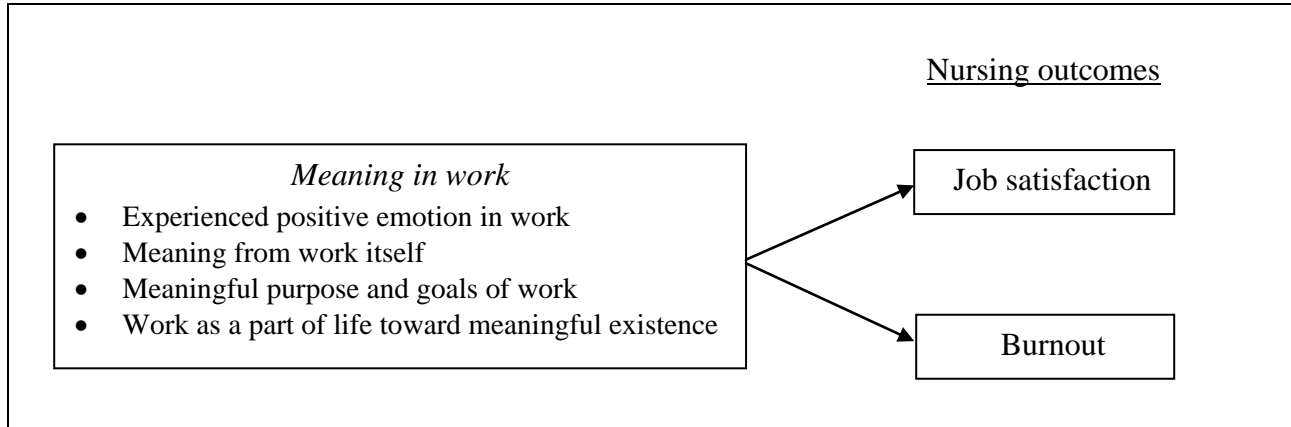 Nursing outcomes
Meaning in work
• Experienced positive emotion in work
• Meaning from work itself
• Meaningful purpose and goals of work
• Work as a part of life toward meaningful existence
Job satisfaction
Burnout